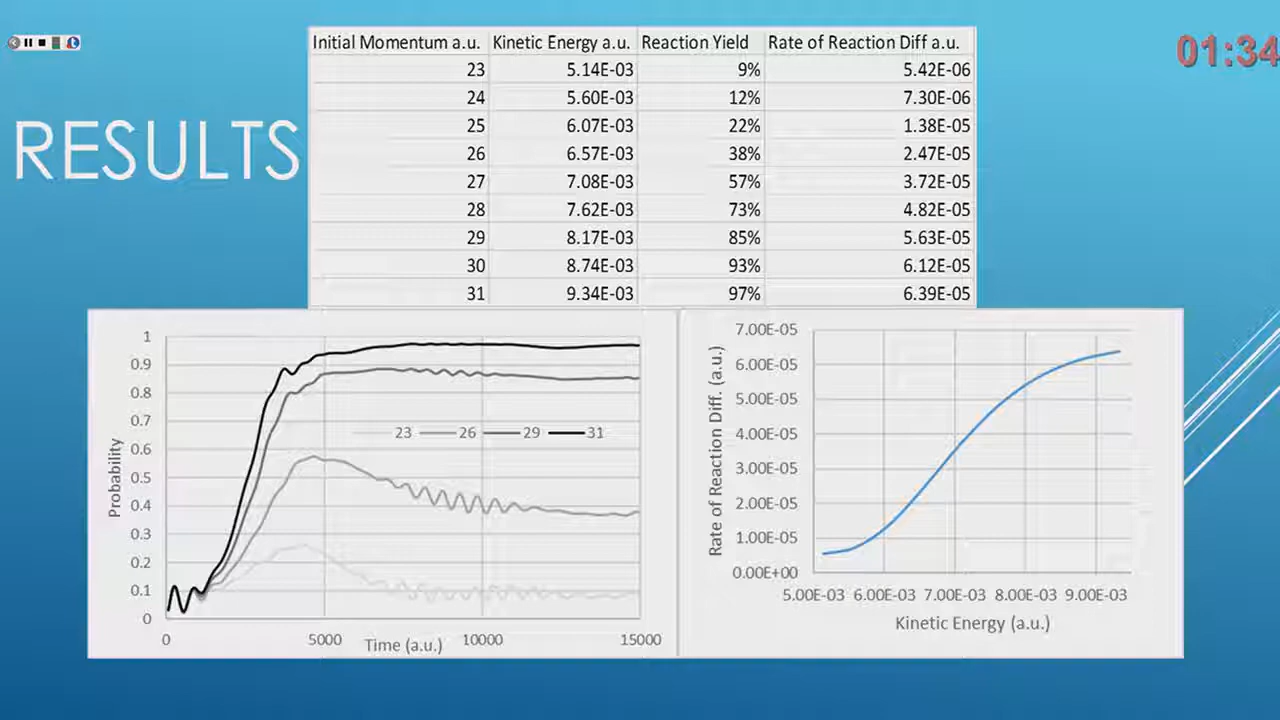 01:34
RESULTS
Initial Momentum a.u. Kinetic Energy a.u. Reaction Yield Rate of Reaction Diff a.u.
23 5.14E-03 9% 5.42E-06
24 5.60E-03 12% 7.30E-06
25 6.07E-03 22% 1.38E-05
26 6.57E-03 38% 2.47E-05
27 7.08E-03 57% 3.72E-05
28 7.62E-03 73% 4.82E-05
29 8.17E-03 85% 5.63E-05
30 8.74E-03 93% 6.12E-05
31 9.34E-03 97% 6.39E-05
Probability
1
0.9
0.8
0.7
0.6
0.5
0.4
0.3
0.2
0.1
0
23 26 29 31
0 5000 10000 15000
Time (a.u.)
Rate of Reaction Diff. (a.u.)
7.00E-05
6.00E-05
5.00E-05
4.00E-05
3.00E-05
2.00E-05
1.00E-05
0.00E+00
5.00E-03 6.00E-03 7.00E-03 8.00E-03 9.00E-03
Kinetic Energy (a.u.)